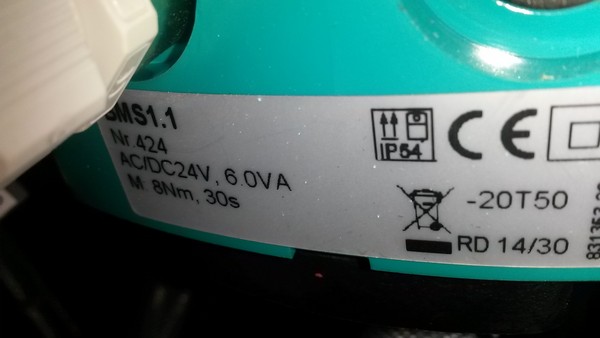 SMS1.1
Nr.424
AC/DC24V, 6.0VA
M 8Nm, 30s
IP54
CE
-20T50
RD 14/30